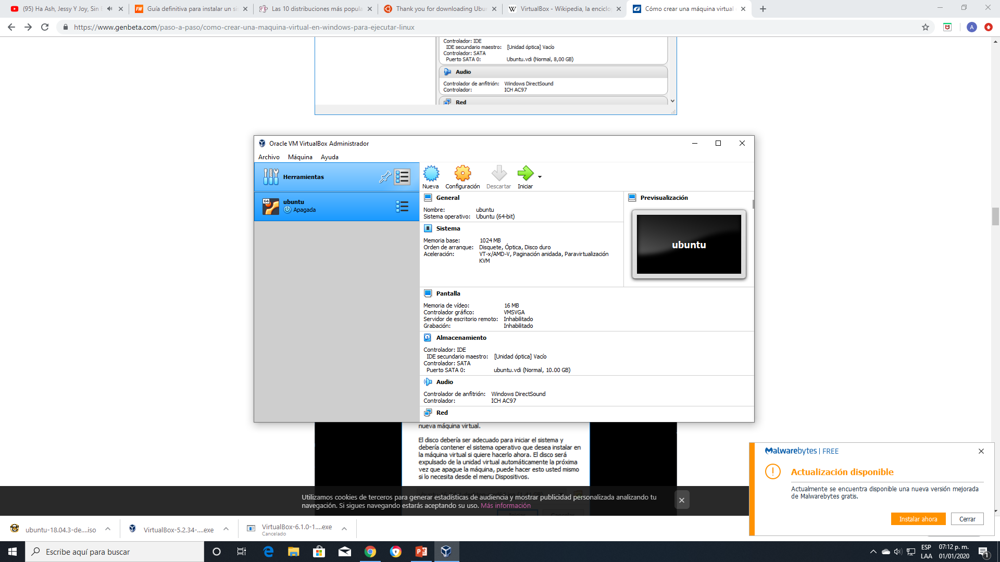 (95) Ha Ash, Jessy Y Joy, Sin B
Guía definitiva para instalar un si
Las 10 distribuciones más popula
Thank you for downloading Ubu
VirtualBox - Wikipedia, la enciclo
Cómo crear una máquina virtual
https://www.genbeta.com/paso-a-paso/como-crear-una-maquina-virtual-en-windows-para-ejecutar-linux
A
Controlador: IDE
IDE secundario maestro: [Unidad óptica] Vacío
Controlador: SATA
Puerto SATA 0: Ubuntu.vdi (Normal, 8,00 GB)
Audio
Controlador de anfitrión: Windows DirectSound
Controlador: ICH AC97
Red
Oracle VM VirtualBox Administrador
Archivo Máquina Ayuda
Herramientas
Nueva Configuración Descartar Iniciar
64
ubuntu
Apagada
General
Nombre: ubuntu
Sistema operativo: Ubuntu (64-bit)
Previsualización
ubuntu
Sistema
Memoria base: 1024 MB
Orden de arranque: Disquete, Óptica, Disco duro
Aceleración: VT-x/AMD-V, Paginación anidada, Paravirtualización
KVM
Pantalla
Memoria de vídeo: 16 MB
Controlador gráfico: VMSVGA
Servidor de escritorio remoto: Inhabilitado
Grabación: Inhabilitado
Almacenamiento
Controlador: IDE
IDE secundario maestro: [Unidad óptica] Vacío
Controlador: SATA
Puerto SATA 0: ubuntu.vdi (Normal, 10.00 GB)
Audio
Controlador de anfitrión: Windows DirectSound
Controlador: ICH AC97
Red
nueva máquina virtual.
El disco debería ser adecuado para iniciar el sistema y
debería contener el sistema operativo que desea instalar en
la máquina virtual si quiere hacerlo ahora. El disco será
expulsado de la unidad virtual automáticamente la próxima
vez que apague la máquina, puede hacer esto usted mismo
si lo necesita desde el menu Dispositivos.
Utilizamos cookies de terceros para generar estadísticas de audiencia y mostrar publicidad personalizada analizando tu
navegación. Si sigues navegando estarás aceptando su uso. Más información
Malwarebytes | FREE
Actualización disponible
Actualmente se encuentra disponible una nueva versión mejorada
de Malwarebytes gratis.
Instalar ahora Cerrar
ubuntu-18.04.3-de....iso
VirtualBox-5.2.34-....exe
VirtualBox-6.1.0-1....exe
Cancelado
Escribe aquí para buscar
ESP
LAA
07:12 p. m.
01/01/2020
1